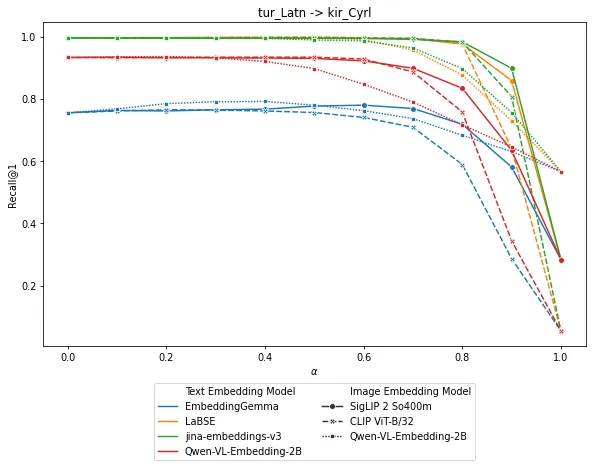 tur_Latn -> kir_Cyrl
Recall@1
1.0
0.8
0.6
0.4
0.2
0.0 0.2 0.4 0.6 0.8 1.0
α
Text Embedding Model Image Embedding Model
EmbeddingGemma SigLIP 2 So400m
LaBSE CLIP ViT-B/32
jina-embeddings-v3 Qwen-VL-Embedding-2B
Qwen-VL-Embedding-2B